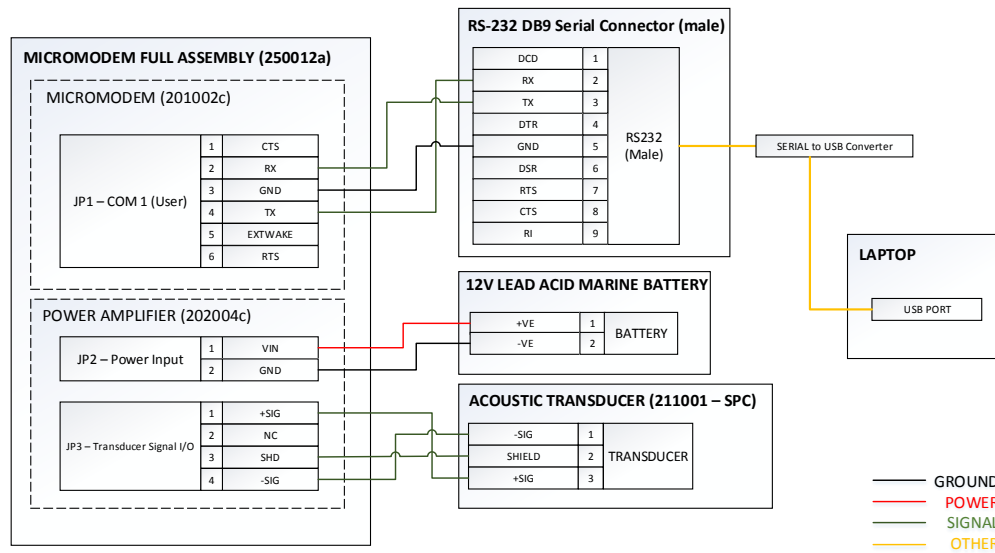 RS-232 DB9 Serial Connector (male)
DCD 1
RX 2
TX 3
DTR 4
GND 5
DSR 6
RTS 7
CTS 8
RI 9
RS232
(Male)
MICROMODEM FULL ASSEMBLY (250012a)
MICROMODEM (201002c)
JP1 – COM 1 (User)
1 CTS
2 RX
3 GND
4 TX
5 EXTWAKE
6 RTS
SERIAL to USB Converter
LAPTOP
USB PORT
12V LEAD ACID MARINE BATTERY
+VE 1
-VE 2
BATTERY
POWER AMPLIFIER (202004c)
JP2 – Power Input
1 VIN
2 GND
JP3 – Transducer Signal I/O
1 +SIG
2 NC
3 SHD
4 -SIG
ACOUSTIC TRANSDUCER (211001 – SPC)
-SIG 1
SHIELD 2
+SIG 3
TRANSDUCER
GROUND
POWER
SIGNAL
OTHER